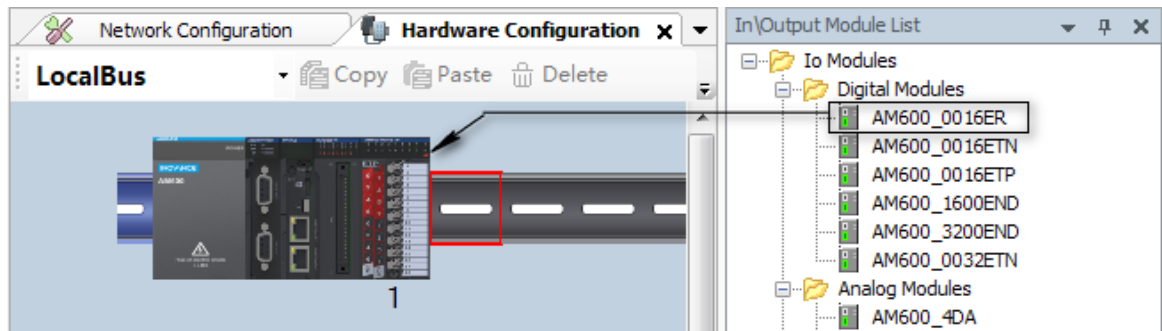 Network Configuration
Hardware Configuration
LocalBus
Copy
Paste
Delete
1
In\Output Module List
Io Modules
Digital Modules
AM600_0016ER
AM600_0016ETN
AM600_0016ETP
AM600_1600END
AM600_3200END
AM600_0032ETN
Analog Modules
AM600_4DA